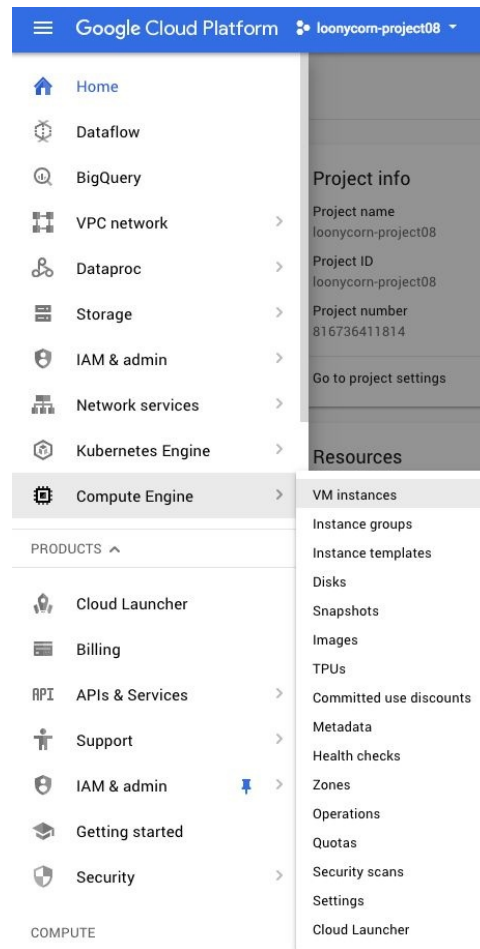 Google Cloud Platform loonycorn-project08
Home
Dataflow
BigQuery
VPC network
Dataproc
Storage
IAM & admin
Network services
Kubernetes Engine
Compute Engine
PRODUCTS
Cloud Launcher
Billing
API APIs & Services
Support
IAM & admin
Getting started
Security
COMPUTE
Project info
Project name
loonycorn-project08
Project ID
loonycorn-project08
Project number
816736411814
Go to project settings
Resources
VM instances
Instance groups
Instance templates
Disks
Snapshots
Images
TPUs
Committed use discounts
Metadata
Health checks
Zones
Operations
Quotas
Security scans
Settings
Cloud Launcher